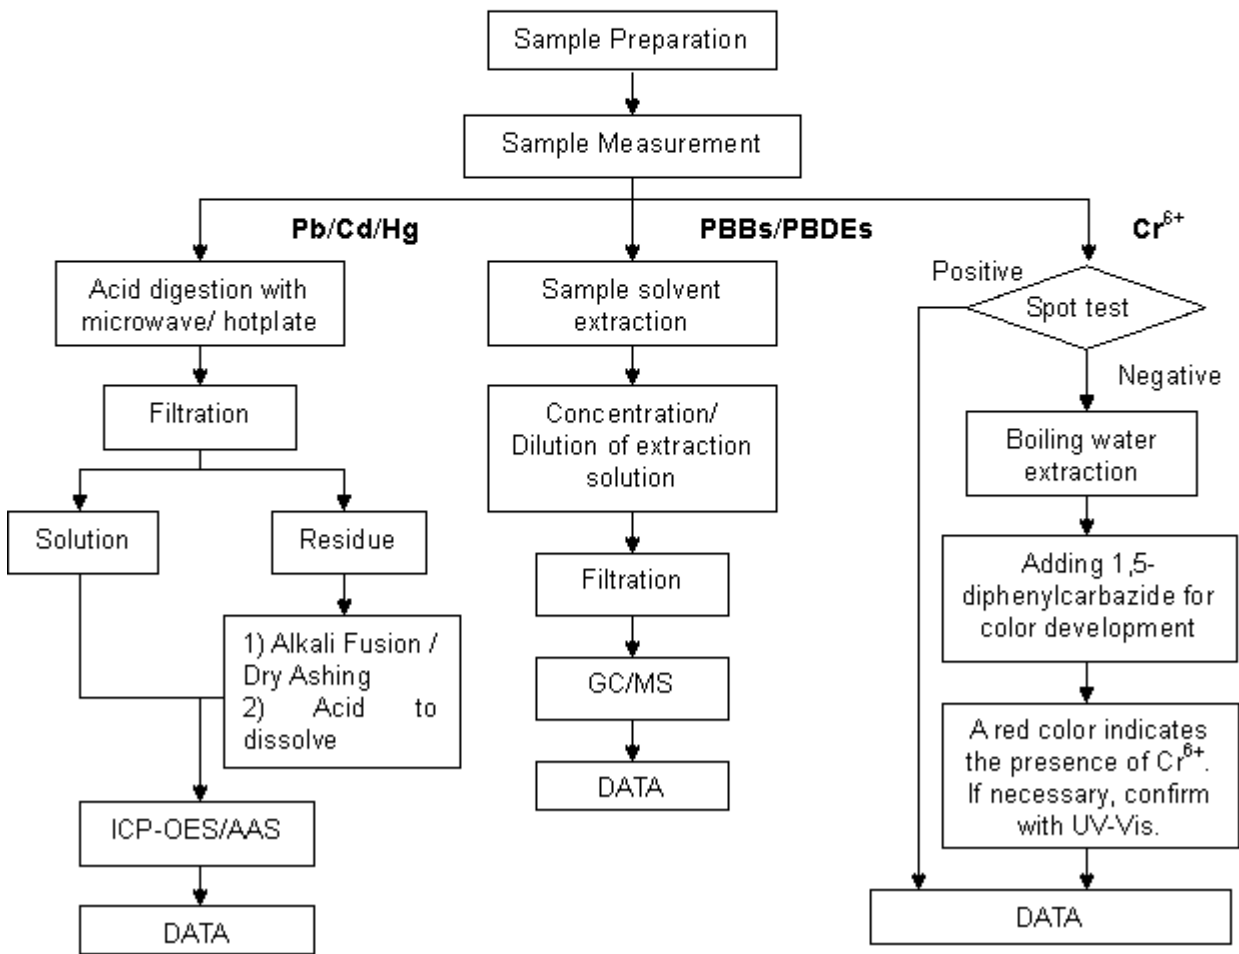 Sample Preparation
Sample Measurement
Pb/Cd/Hg
PBBs/PBDEs
Cr⁶⁺
Acid digestion with
microwave/ hotplate
Filtration
Solution
Residue
1) Alkali Fusion /
Dry Ashing
2) Acid to
dissolve
ICP-OES/AAS
DATA
Sample solvent
extraction
Concentration/
Dilution of extraction
solution
Filtration
GC/MS
DATA
Positive
Spot test
Negative
Boiling water
extraction
Adding 1,5-
diphenylcarbazide for
color development
A red color indicates
the presence of Cr⁶⁺.
If necessary, confirm
with UV-Vis.
DATA